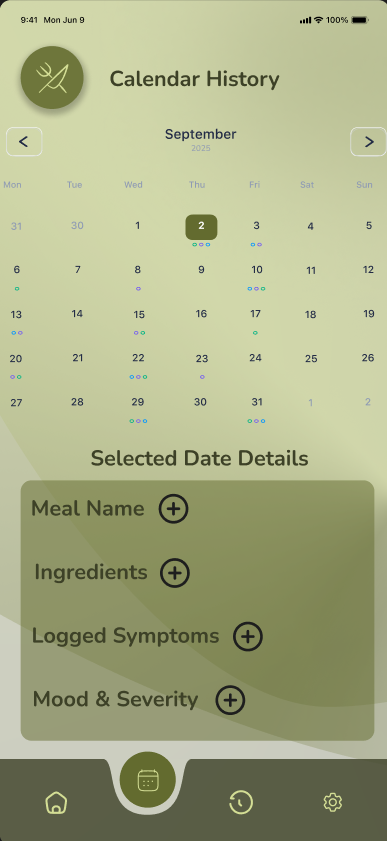 9:41 Mon Jun 9 100%
Calendar History
September
2025
Mon Tue Wed Thu Fri Sat Sun
31 30 1 2 3 4 5
6 7 8 9 10 11 12
13 14 15 16 17 18 19
20 21 22 23 24 25 26
27 28 29 30 31 1 2
Selected Date Details
Meal Name
Ingredients
Logged Symptoms
Mood & Severity